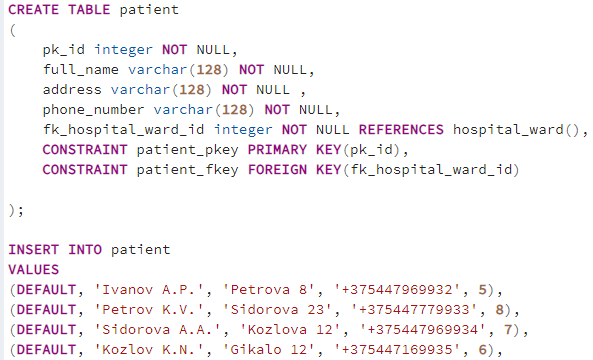 CREATE TABLE patient
(
pk_id integer NOT NULL,
full_name varchar(128) NOT NULL,
address varchar(128) NOT NULL ,
phone_number varchar(128) NOT NULL,
fk_hospital_ward_id integer NOT NULL REFERENCES hospital_ward(),
CONSTRAINT patient_pkey PRIMARY KEY(pk_id),
CONSTRAINT patient_fkey FOREIGN KEY(fk_hospital_ward_id)
);
INSERT INTO patient
VALUES
(DEFAULT, 'Ivanov A.P.', 'Petrova 8', '+375447969932', 5),
(DEFAULT, 'Petrov K.V.', 'Sidorova 23', '+375447779933', 8),
(DEFAULT, 'Sidorova A.A.', 'Kozlova 12', '+375447969934', 7),
(DEFAULT, 'Kozlov K.N.', 'Gikalo 12', '+375447169935', 6),